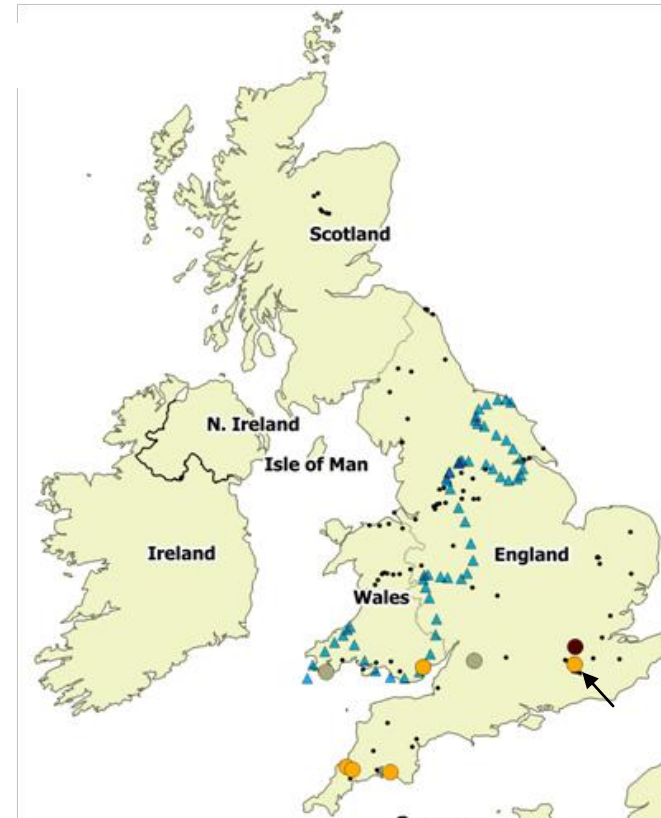 Scotland
N. Ireland
Isle of Man
Ireland
England
Wales